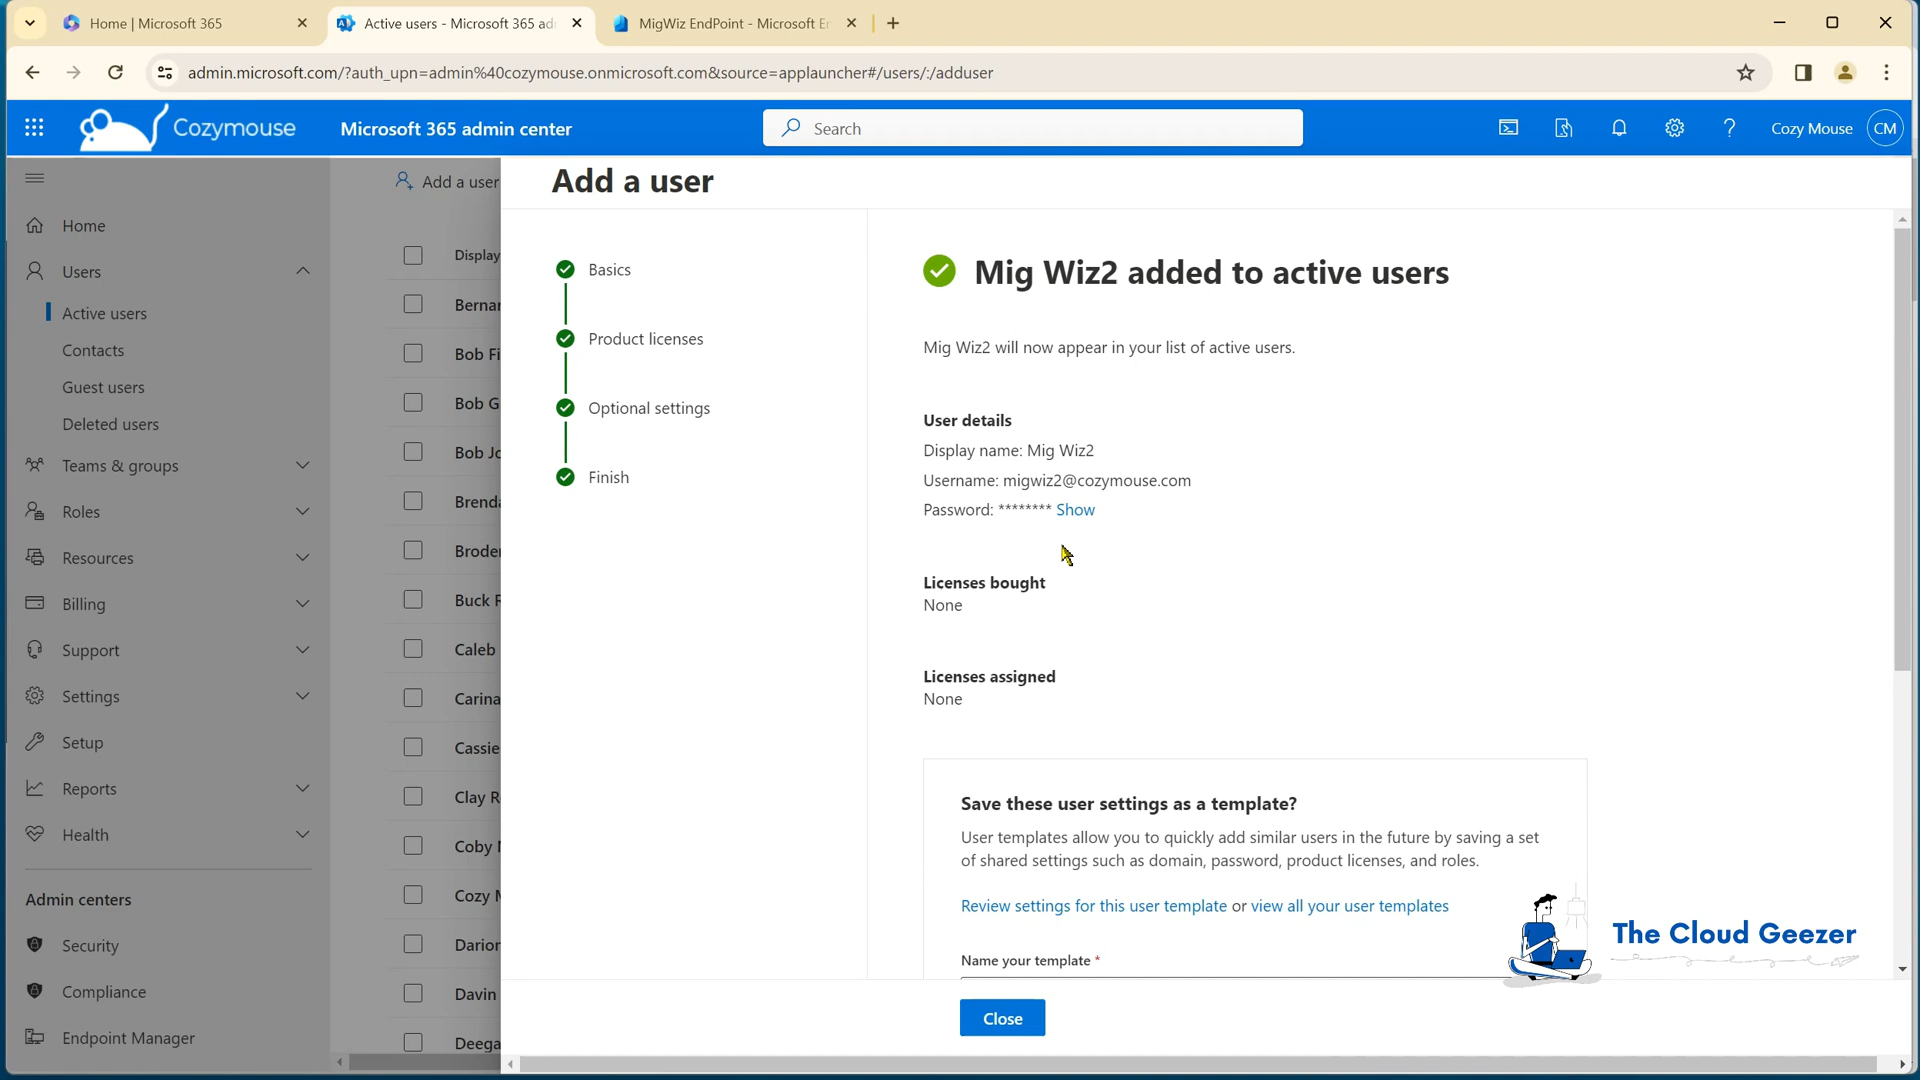 Home | Microsoft 365
Active users - Microsoft 365 ad
MigWiz EndPoint - Microsoft E
admin.microsoft.com/?auth_upn=admin%40cozymouse.onmicrosoft.com&source=applauncher#/users/:/adduser
Cozymouse
Microsoft 365 admin center
Search
Cozy Mouse
CM
Home
Users
Active users
Contacts
Guest users
Deleted users
Teams & groups
Roles
Resources
Billing
Support
Settings
Setup
Reports
Health
Admin centers
Security
Compliance
Endpoint Manager
Add a user
Display
Bernar
Bob Fi
Bob G
Bob Jo
Brenda
Broder
Buck R
Caleb
Carina
Cassie
Clay R
Coby
Cozy
Darior
Davin
Deega
Add a user
Basics
Product licenses
Optional settings
Finish
Mig Wiz2 added to active users
Mig Wiz2 will now appear in your list of active users.
User details
Display name: Mig Wiz2
Username: migwiz2@cozymouse.com
Password: ******** Show
Licenses bought
None
Licenses assigned
None
Save these user settings as a template?
User templates allow you to quickly add similar users in the future by saving a set
of shared settings such as domain, password, product licenses, and roles.
Review settings for this user template or view all your user templates
Name your template *
Close
The Cloud Geezer